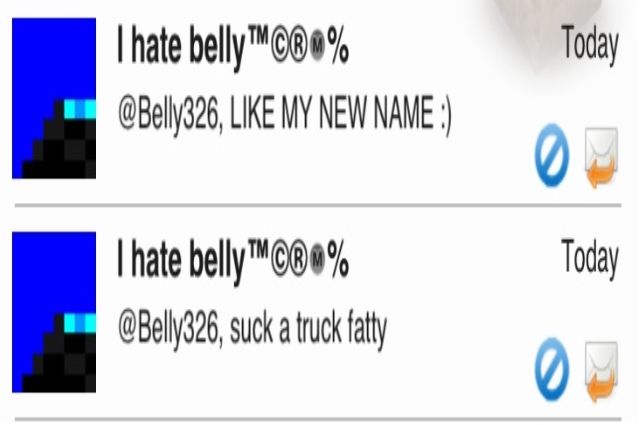 I hate belly™©®Ⓜ%
Today
@Belly326, LIKE MY NEW NAME :)
I hate belly™©®Ⓜ%
Today
@Belly326, suck a truck fatty